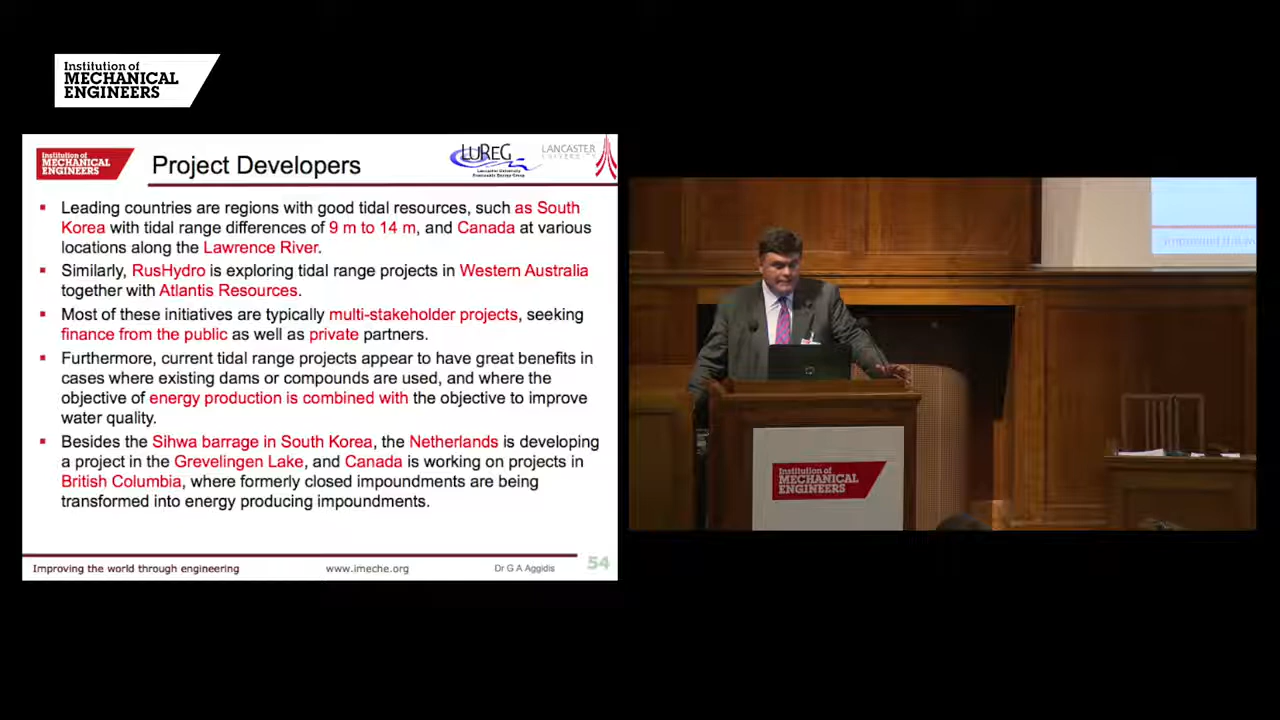 Institution of
MECHANICAL
ENGINEERS
Institution of
MECHANICAL
ENGINEERS
Project Developers
LUREG
Lancaster University
Renewable Energy Group
LANCASTER
UNIVERSITY
Leading countries are regions with good tidal resources, such as South
Korea with tidal range differences of 9 m to 14 m, and Canada at various
locations along the Lawrence River.
Similarly, RusHydro is exploring tidal range projects in Western Australia
together with Atlantis Resources.
Most of these initiatives are typically multi-stakeholder projects, seeking
finance from the public as well as private partners.
Furthermore, current tidal range projects appear to have great benefits in
cases where existing dams or compounds are used, and where the
objective of energy production is combined with the objective to improve
water quality.
Besides the Sihwa barrage in South Korea, the Netherlands is developing
a project in the Grevelingen Lake, and Canada is working on projects in
British Columbia, where formerly closed impoundments are being
transformed into energy producing impoundments.
Improving the world through engineering
www.imeche.org
Dr G A Aggidis
54
Institution of
MECHANICAL
ENGINEERS